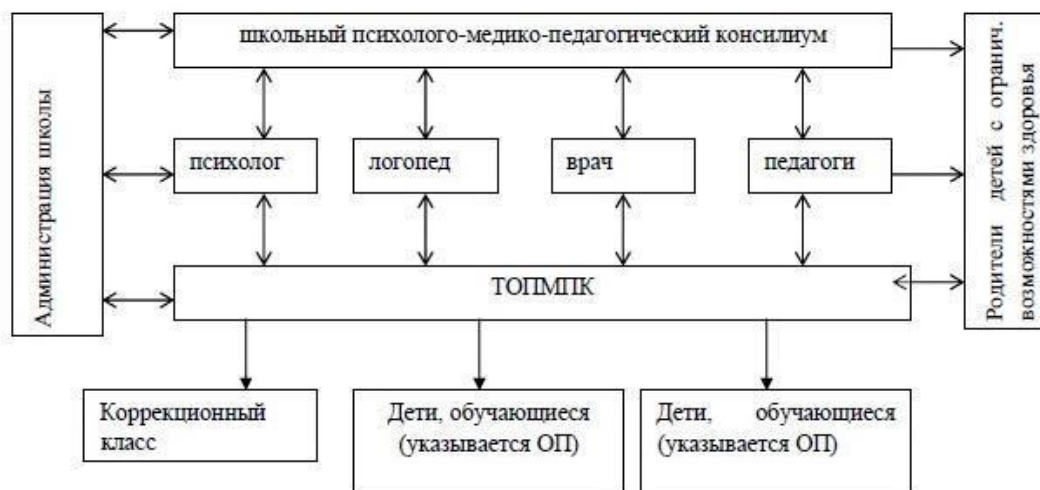 школьный психолого-медико-педагогический консилиум
Администрация школы
Родители детей с огранич.
возможностями здоровья
психолог
логопед
врач
педагоги
ТОПМПК
Коррекционный
класс
Дети, обучающиеся
(указывается ОП)
Дети, обучающиеся
(указывается ОП)